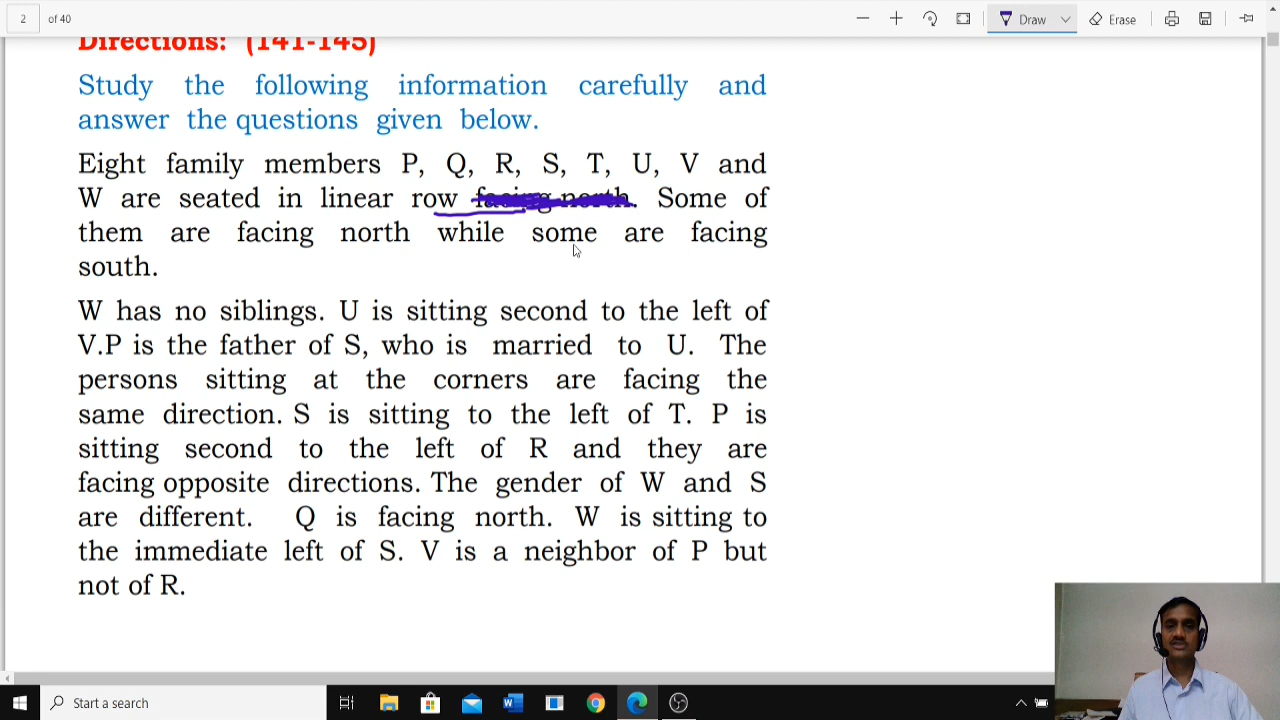 2 of 40 Draw Erase
Directions: (141-145)
Study the following information carefully and
answer the questions given below.
Eight family members P, Q, R, S, T, U, V and
W are seated in linear row facing north. Some of
them are facing north while some are facing
south.
W has no siblings. U is sitting second to the left of
V.P is the father of S, who is married to U. The
persons sitting at the corners are facing the
same direction. S is sitting to the left of T. P is
sitting second to the left of R and they are
facing opposite directions. The gender of W and S
are different. Q is facing north. W is sitting to
the immediate left of S. V is a neighbor of P but
not of R.
Start a search